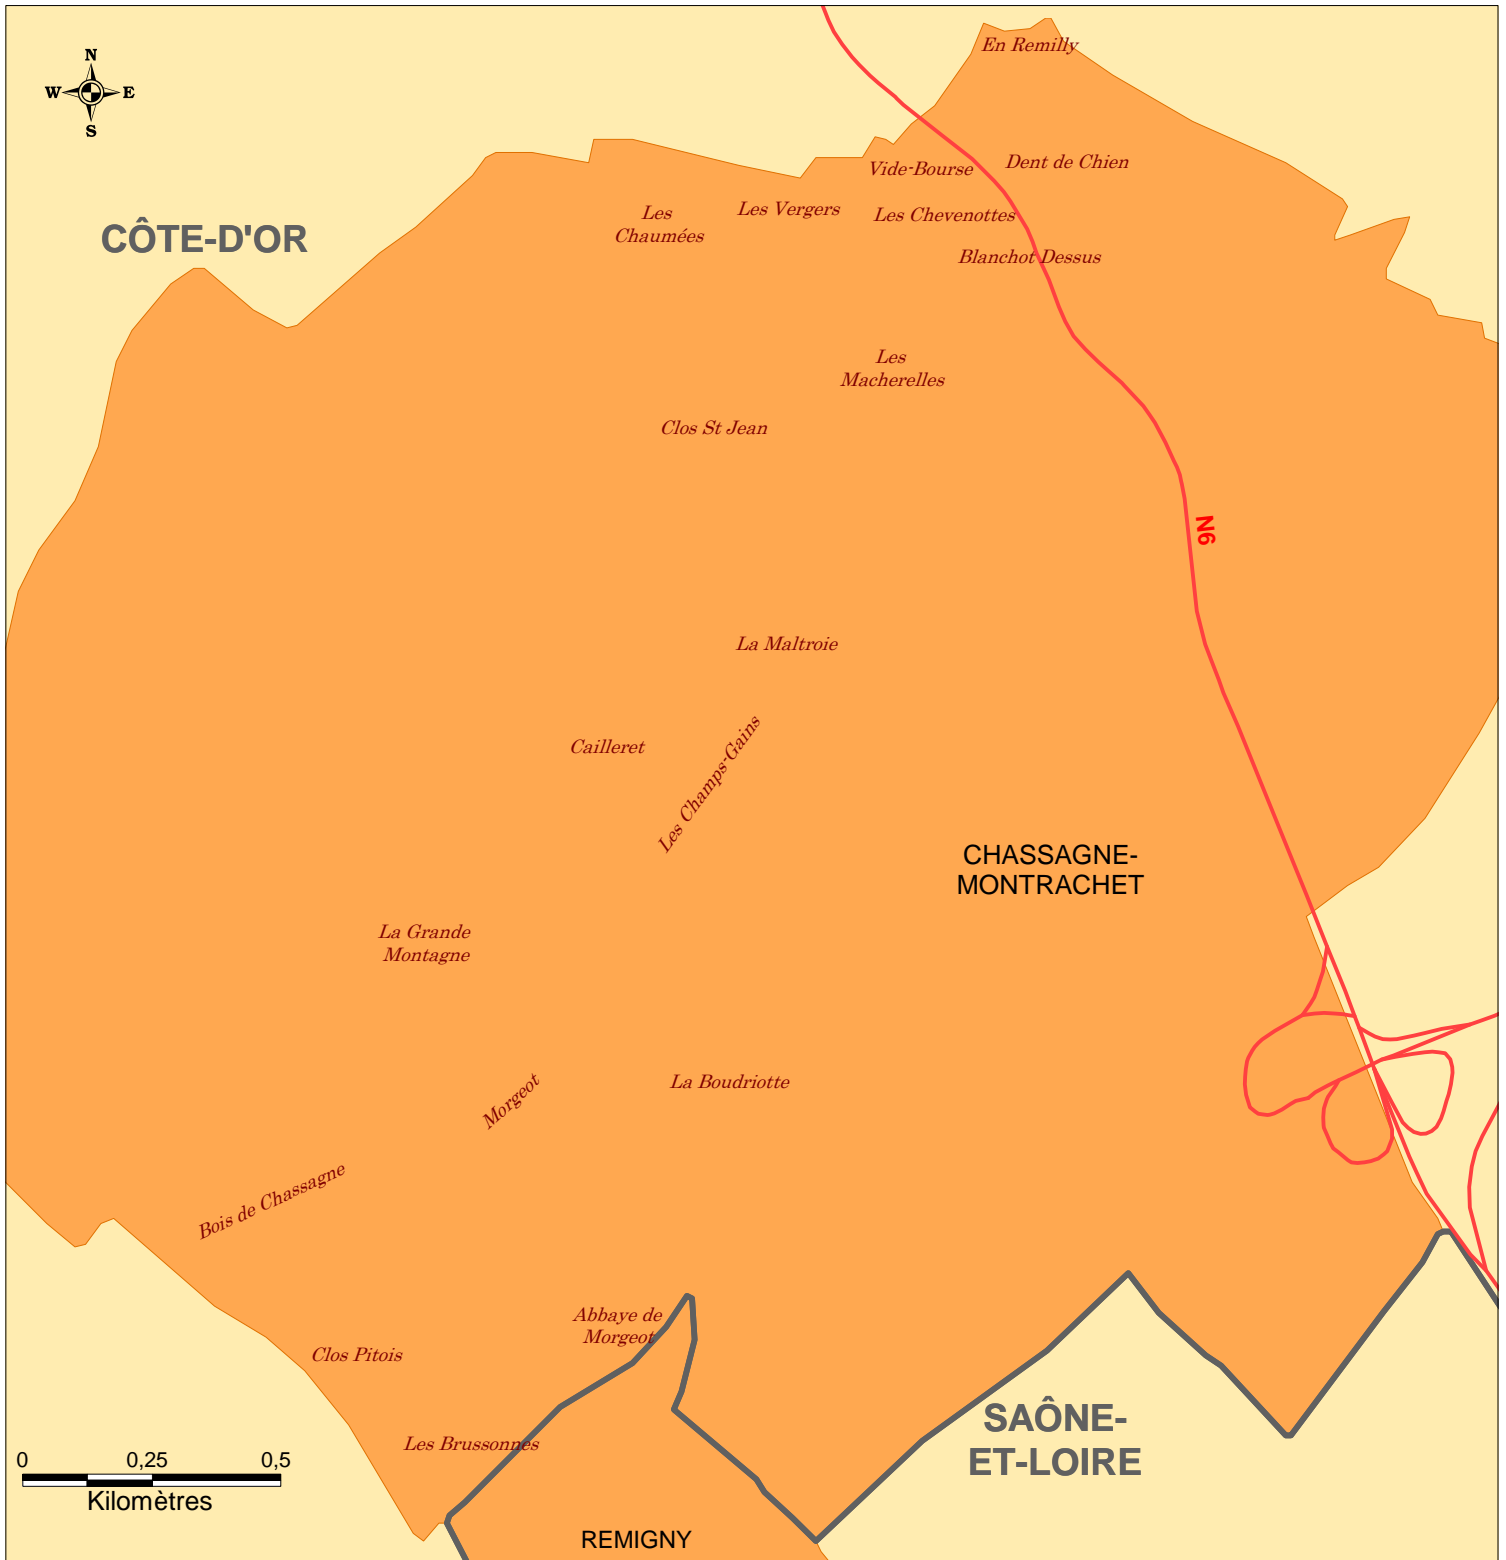 En Remilly
N
W E
S
Vide-Bourse
Dent de Chien
Les
Chaumées
Les Vergers
Les Chevenottes
CÔTE-D'OR
Blanchot Dessus
Les
Macherelles
Clos St Jean
N6
La Maltroie
Cailleret
Les Champs-Gains
CHASSAGNE-
MONTRACHET
La Grande
Montagne
La Boudriotte
Morgeot
Bois de Chassagne
Abbaye de
Morgeot
Clos Pitois
SAÔNE-
ET-LOIRE
Les Brussonnes
0 0,25 0,5
Kilomètres
REMIGNY